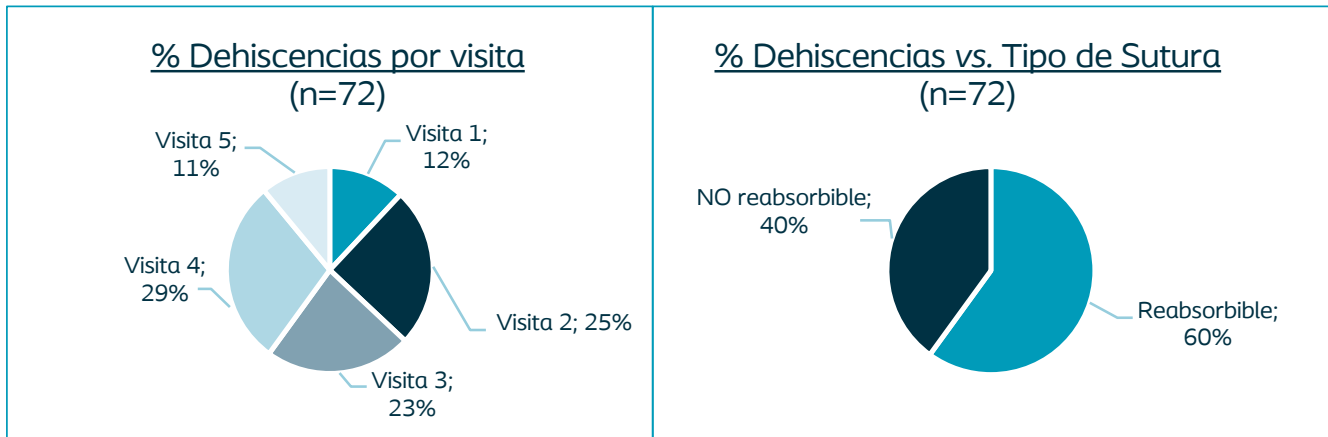 % Dehiscencias por visita
(n=72)
Visita 5;
11%
Visita 1;
12%
Visita 4;
29%
Visita 2; 25%
Visita 3;
23%
% Dehiscencias vs. Tipo de Sutura
(n=72)
NO reabsorbible;
40%
Reabsorbible;
60%